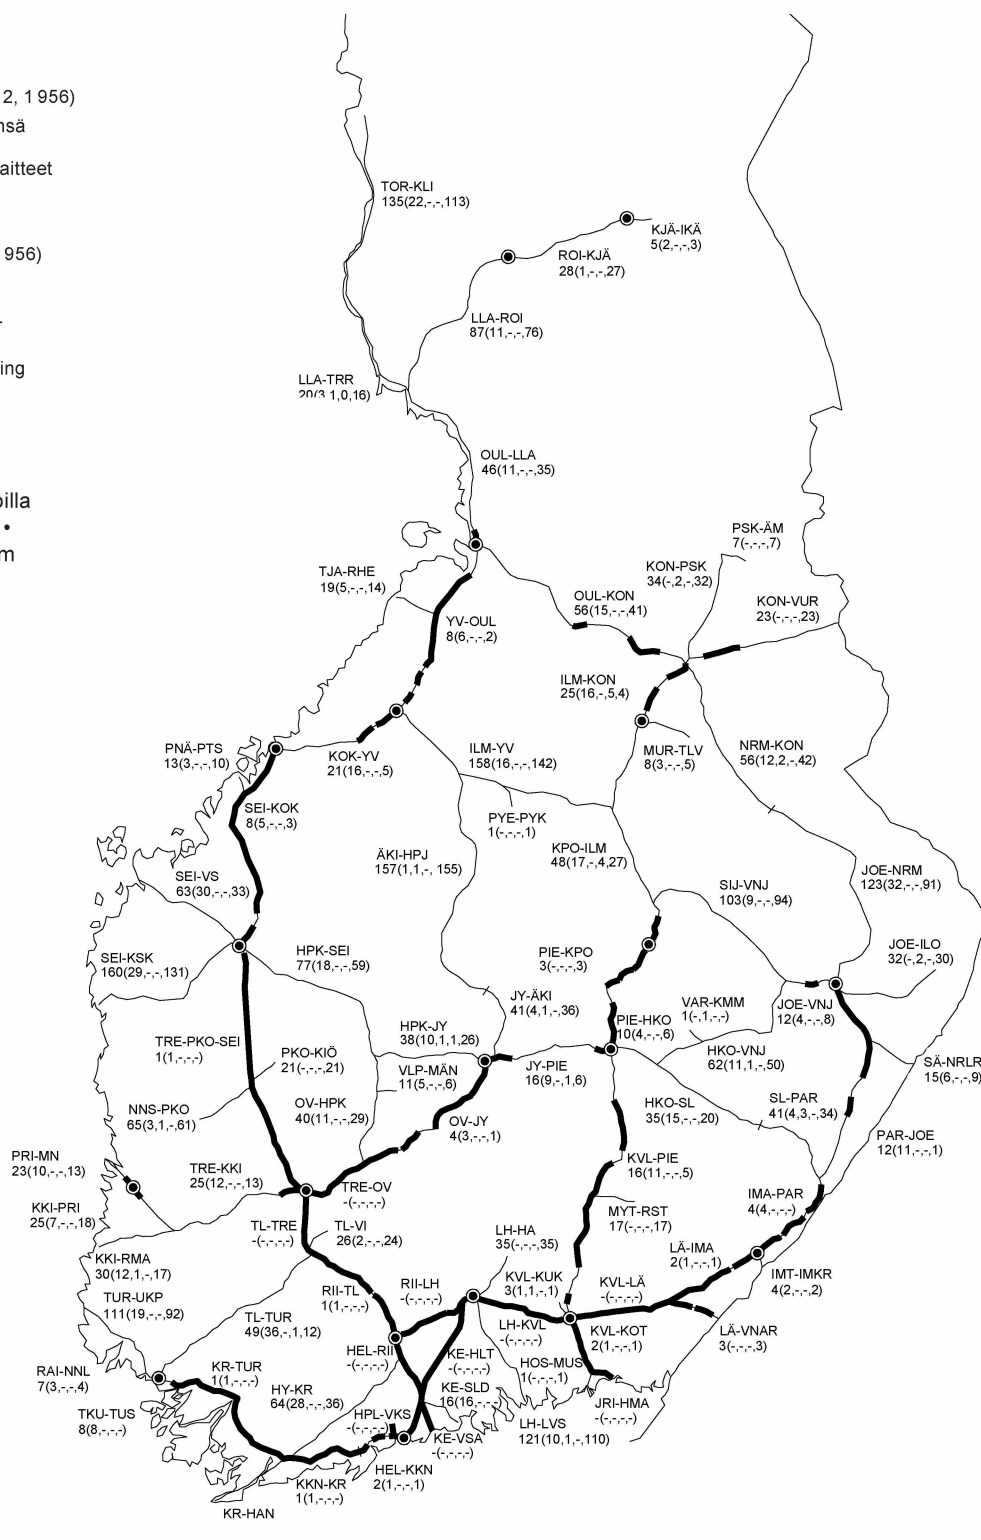 2, 1956)
nsä
aitteet
956)
ing
oilla
•
m
TOR-KLI
135(22,-,-,113)
KJÄ-IKÄ
5(2,-,-,3)
ROI-KJÄ
28(1,-,-,27)
LLA-ROI
87(11,-,-,76)
LLA-TRR
20(3,1,0,16)
OUL-LLA
46(11,-,-,35)
PSK-ÄM
7(-,-,-,7)
KON-PSK
34(-,2,-,32)
TJA-RHE
19(5,-,-,14)
OUL-KON
56(15,-,-,41)
KON-VUR
23(-,-,-,23)
YV-OUL
8(6,-,-,2)
ILM-KON
25(16,-,5,4)
PNÄ-PTS
13(3,-,-,10)
KOK-YV
21(16,-,-,5)
ILM-YV
158(16,-,-,142)
MUR-TLV
8(3,-,-,5)
NRM-KON
56(12,2,-,42)
SEI-KOK
8(5,-,-,3)
PYE-PYK
1(-,-,-,1)
ÄKI-HPJ
157(1,1,-, 155)
KPO-ILM
48(17,-,4,27)
SEI-VS
63(30,-,-,33)
SIJ-VNJ
103(9,-,-,94)
JOE-NRM
123(32,-,-,91)
SEI-KSK
160(29,-,-,131)
HPK-SEI
77(18,-,-,59)
PIE-KPO
3(-,-,-,3)
JOE-ILO
32(-,2,-,30)
JY-ÄKI
41(4,1,-,36)
VAR-KMM
1(-,1,-,-)
JOE-VNJ
12(4,-,-,8)
TRE-PKO-SEI
1(1,-,-,-)
HPK-JY
38(10,1,1,26)
PIE-HKO
10(4,-,-,6)
PKO-KIÖ
21(-,-,-,21)
VLP-MÄN
11(5,-,-,6)
JY-PIE
16(9,-,1,6)
HKO-VNJ
62(11,1,-,50)
SÄ-NRLR
15(6,-,-,9)
NNS-PKO
65(3,1,-,61)
OV-HPK
40(11,-,-,29)
OV-JY
4(3,-,-,1)
HKO-SL
35(15,-,-,20)
SL-PAR
41(4,3,-,34)
PAR-JOE
12(11,-,-,1)
PRI-MN
23(10,-,-,13)
TRE-KKI
25(12,-,-,13)
TRE-OV
-(-,-,-,-)
KVL-PIE
16(11,-,-,5)
IMA-PAR
4(4,-,-,-)
KKI-PRI
25(7,-,-,18)
TL-TRE
-(-,-,-,-)
TL-VI
26(2,-,-,24)
MYT-RST
17(-,-,-,17)
KKI-RMA
30(12,1,-,17)
LH-HA
35(-,-,-,35)
LÄ-IMA
2(1,-,-,1)
IMT-IMKR
4(2,-,-,2)
TUR-UKP
111(19,-,-,92)
RII-TL
1(1,-,-,-)
RII-LH
-(-,-,-,-)
KVL-KUK
3(1,1,-,1)
KVL-LÄ
-(-,-,-,-)
TL-TUR
49(36,-,1,12)
LH-KVL
-(-,-,-,-)
KVL-KOT
2(1,-,-,1)
LÄ-VNAR
3(-,-,-,3)
HEL-RII
-(-,-,-,-)
KE-HLT
-(-,-,-,-)
HOS-MUS
1(-,-,-,1)
RAI-NNL
7(3,-,-,4)
KR-TUR
1(1,-,-,-)
HY-KR
64(28,-,-,36)
KE-SLD
16(16,-,-,-)
JRI-HMA
-(-,-,-,-)
TKU-TUS
8(8,-,-,-)
HPL-VKS
-(-,-,-,-)
LH-LVS
121(10,1,-,110)
KE-VSA
-(-,-,-,-)
HEL-KKN
2(1,-,-,1)
KKN-KR
1(1,-,-,-)
KR-HAN